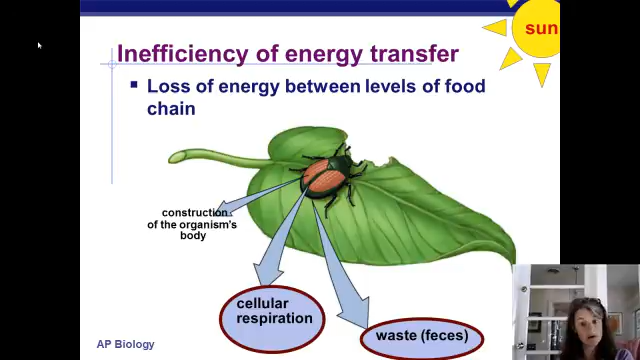 sun
Inefficiency of energy transfer
Loss of energy between levels of food
chain
construction
of the organism's
body
cellular
respiration
waste (feces)
AP Biology